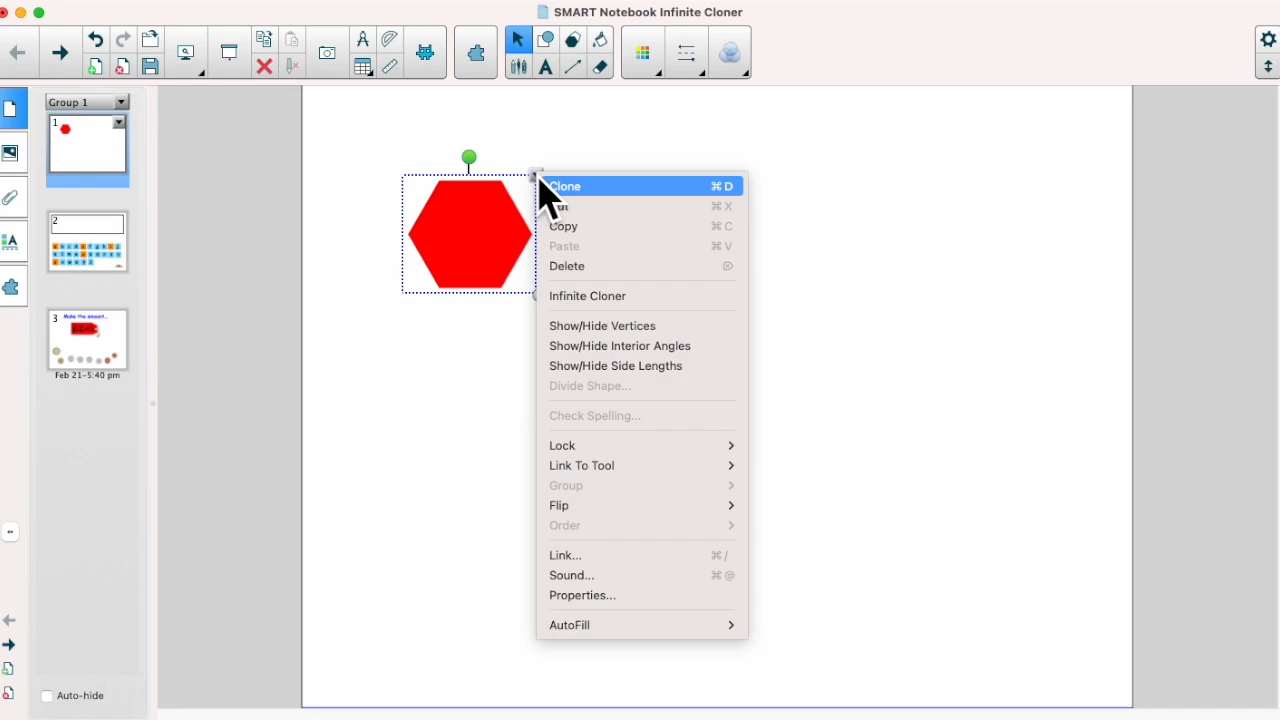 SMART Notebook Infinite Cloner
Group 1
1
2
3 Make the amount...
Feb 21-5:40 pm
Auto-hide
Clone ⌘ D
⌘ X
Copy ⌘ C
Paste ⌘ V
Delete
Infinite Cloner
Show/Hide Vertices
Show/Hide Interior Angles
Show/Hide Side Lengths
Divide Shape...
Check Spelling...
Lock
Link To Tool
Group
Flip
Order
Link... ⌘ /
Sound... ⌘ @
Properties...
AutoFill